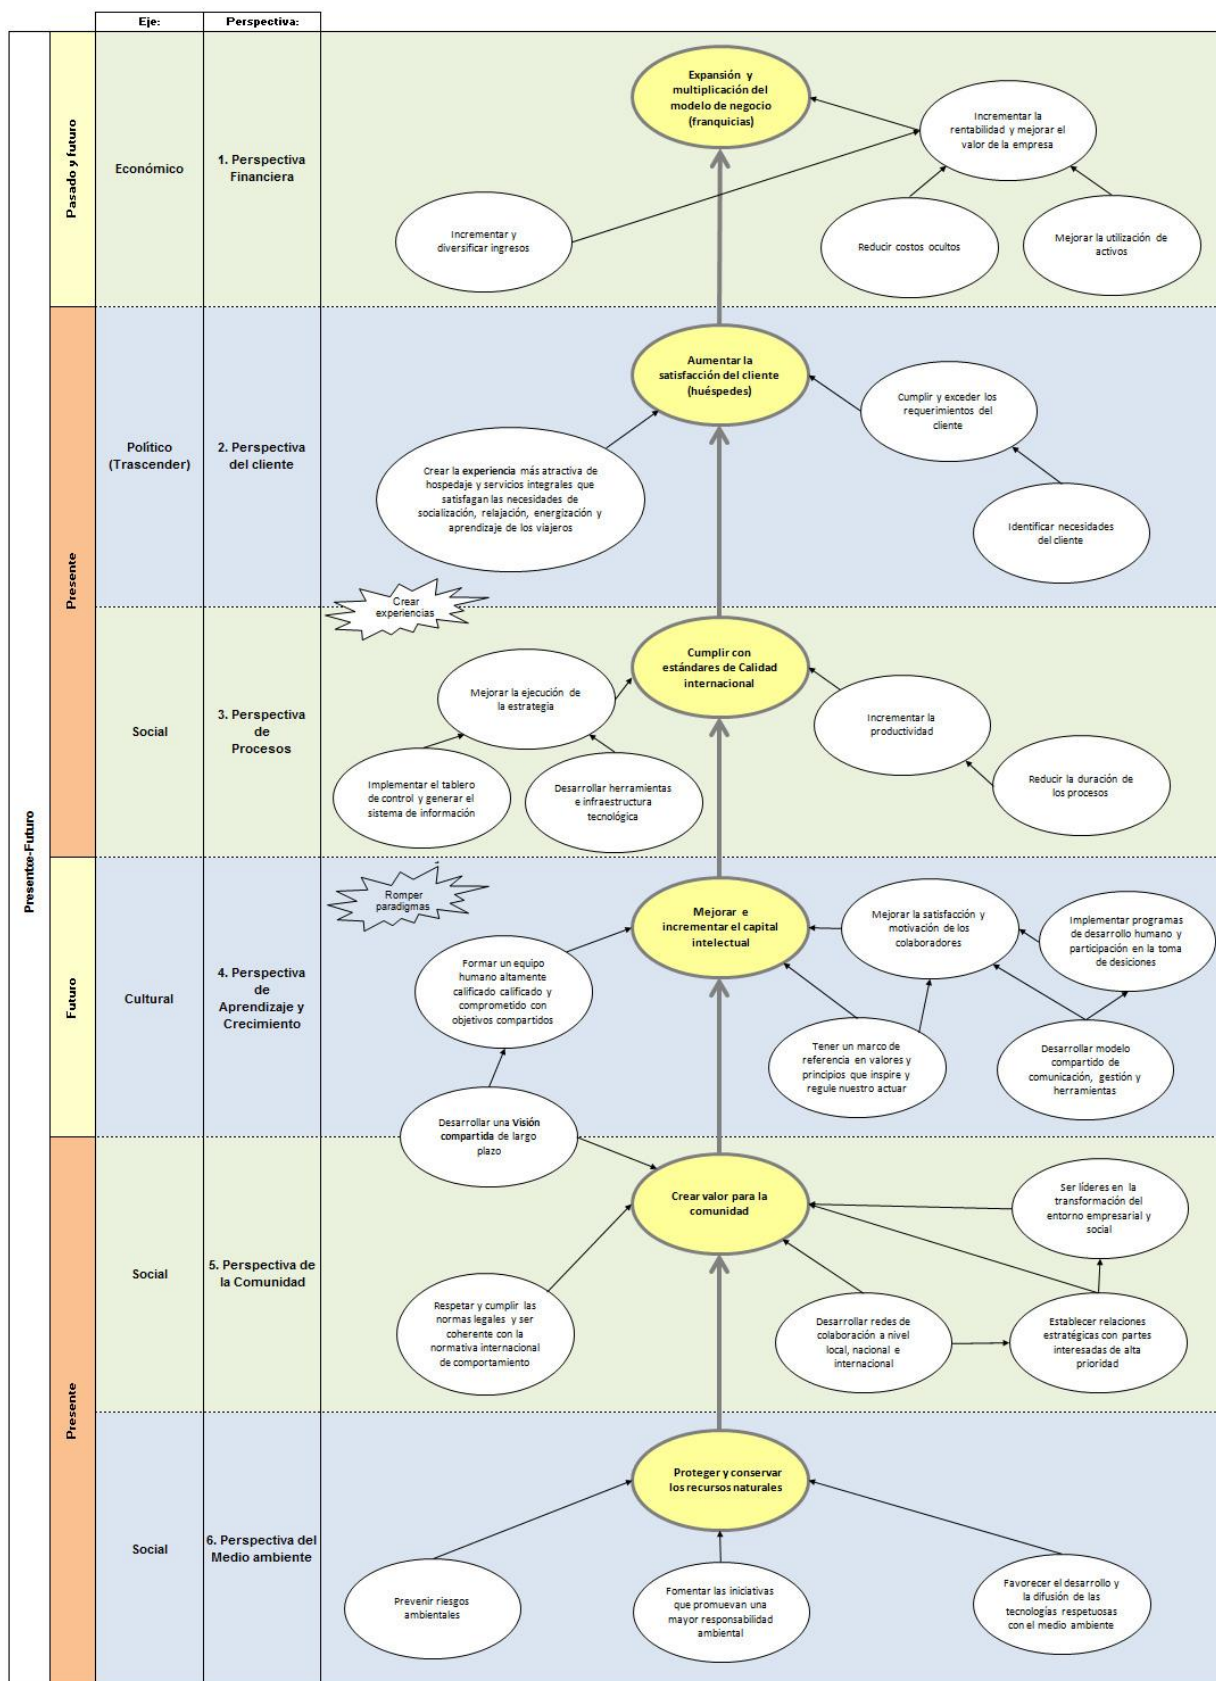 Eje:
Perspectiva:
Presentxe-Futuro
Pasado y futuro
Económico
1. Perspectiva
Financiera
Expansión y
multiplicación del
modelo de negocio
(franquicias)
Incrementar la
rentabilidad y mejorar el
valor de la empresa
Incrementar y
diversificar ingresos
Reducir costos ocultos
Mejorar la utilización de
activos
Presente
Político
(Trascender)
2. Perspectiva
del cliente
Aumentar la
satisfacción del cliente
(huéspedes)
Cumplir y exceder los
requerimientos del
cliente
Crear la experiencia más atractiva de
hospedaje y servicios integrales que
satisfagan las necesidades de
socialización, relajación, energización y
aprendizaje de los viajeros
Identificar necesidades
del cliente
Crear
experiencias
Social
3. Perspectiva
de
Procesos
Cumplir con
estándares de Calidad
internacional
Mejorar la ejecución de
la estrategia
Incrementar la
productividad
Implementar el tablero
de control y generar el
sistema de información
Desarrollar herramientas
e infraestructura
tecnológica
Reducir la duración de
los procesos
Futuro
Cultural
4. Perspectiva
de
Aprendizaje y
Crecimiento
Romper
paradigmas
Mejorar e
incrementar el capital
intelectual
Mejorar la satisfacción y
motivación de los
colaboradores
Implementar programas
de desarrollo humano y
participación en la toma
de desiciones
Formar un equipo
humano altamente
calificado calificado y
comprometido con
objetivos compartidos
Tener un marco de
referencia en valores y
principios que inspire y
regule nuestro actuar
Desarrollar modelo
compartido de
comunicación, gestión y
herramientas
Desarrollar una Visión
compartida de largo
plazo
Presente
Social
5. Perspectiva de
la Comunidad
Crear valor para la
comunidad
Ser líderes en la
transformación del
entorno empresarial y
social
Respetar y cumplir las
normas legales y ser
coherente con la
normativa internacional
de comportamiento
Desarrollar redes de
colaboración a nivel
local, nacional e
internacional
Establecer relaciones
estratégicas con partes
interesadas de alta
prioridad
Social
6. Perspectiva del
Medio ambiente
Proteger y conservar
los recursos naturales
Prevenir riesgos
ambientales
Fomentar las iniciativas
que promuevan una
mayor responsabilidad
ambiental
Favorecer el desarrollo y
la difusión de las
tecnologías respetuosas
con el medio ambiente